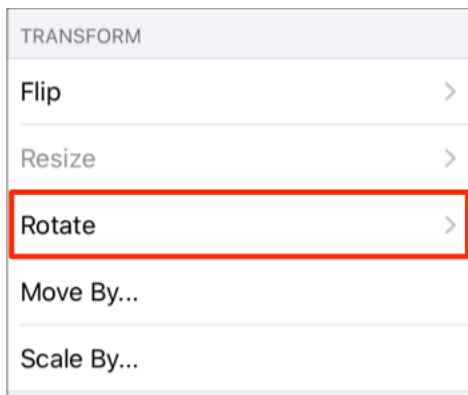 TRANSFORM
Flip
Resize
Rotate
Move By...
Scale By...